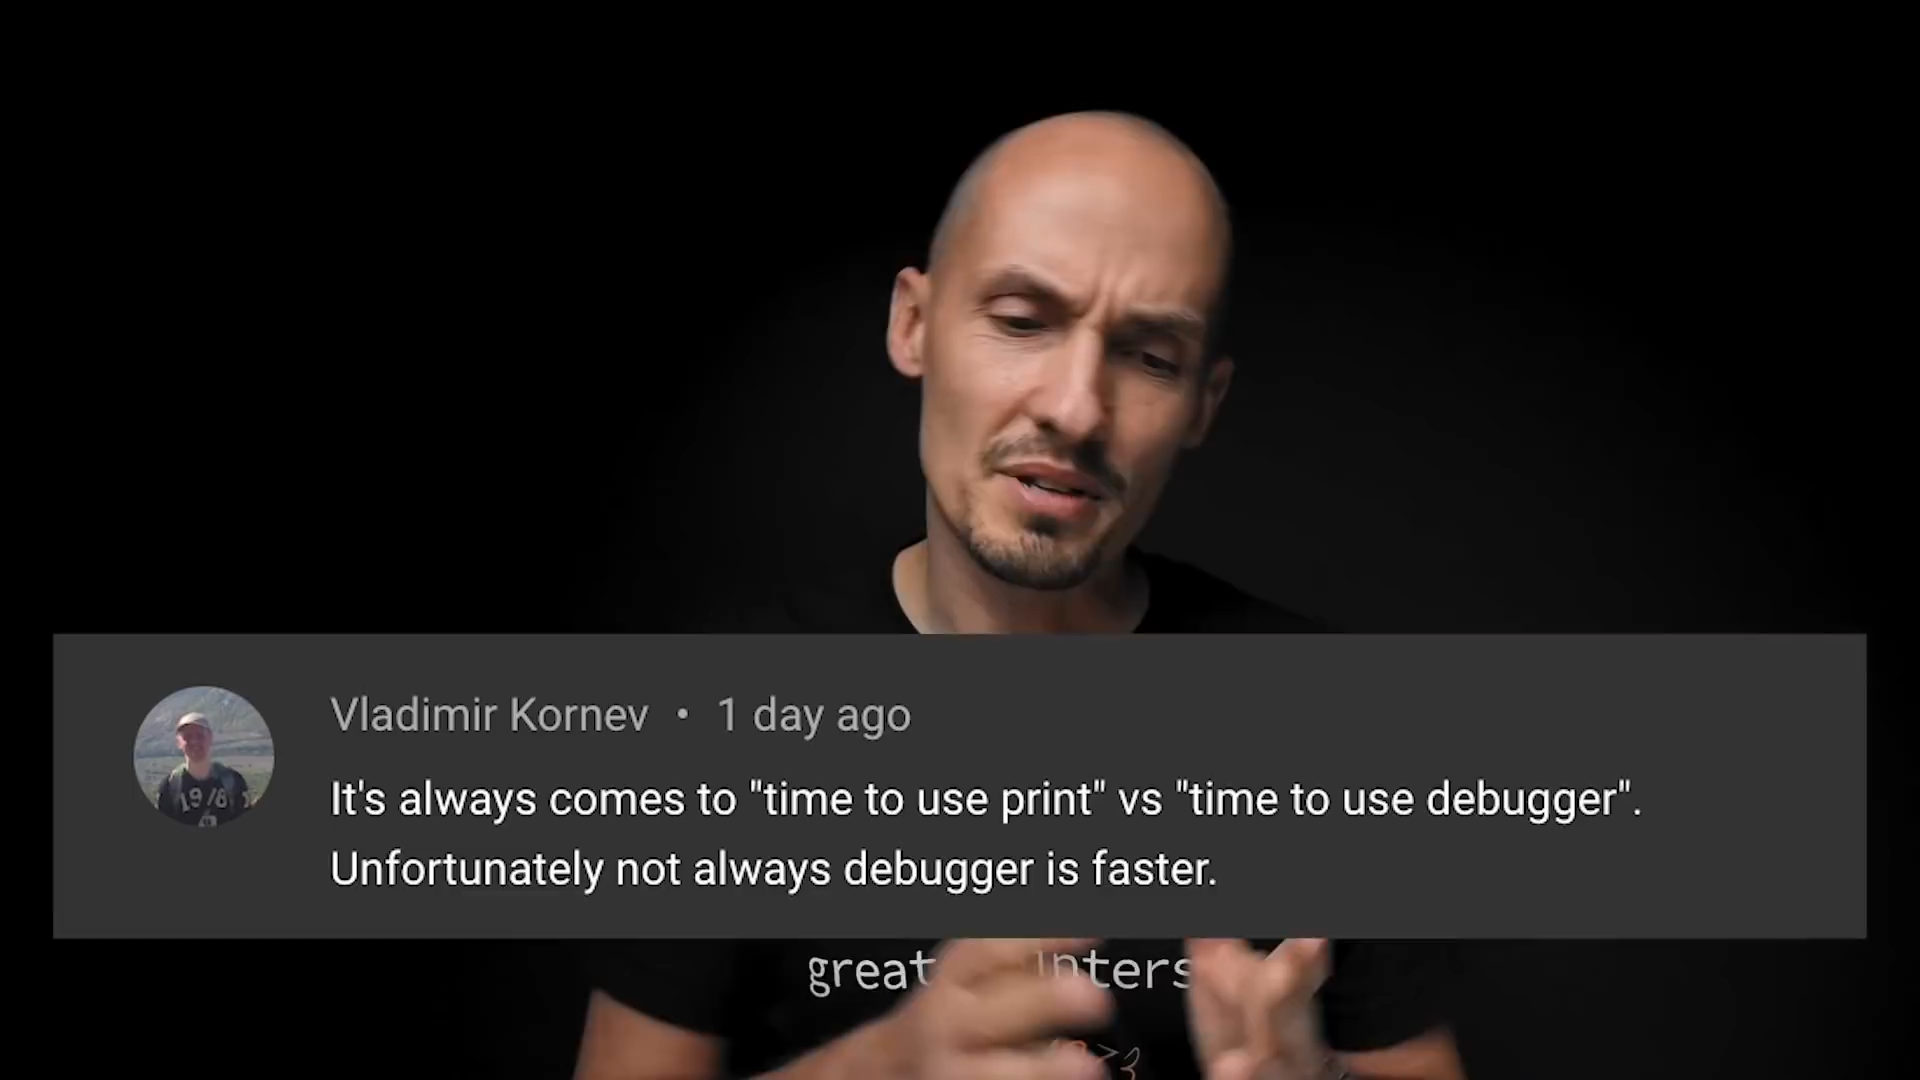 Vladimir Kornev • 1 day ago
It's always comes to "time to use print" vs "time to use debugger".
Unfortunately not always debugger is faster.
great